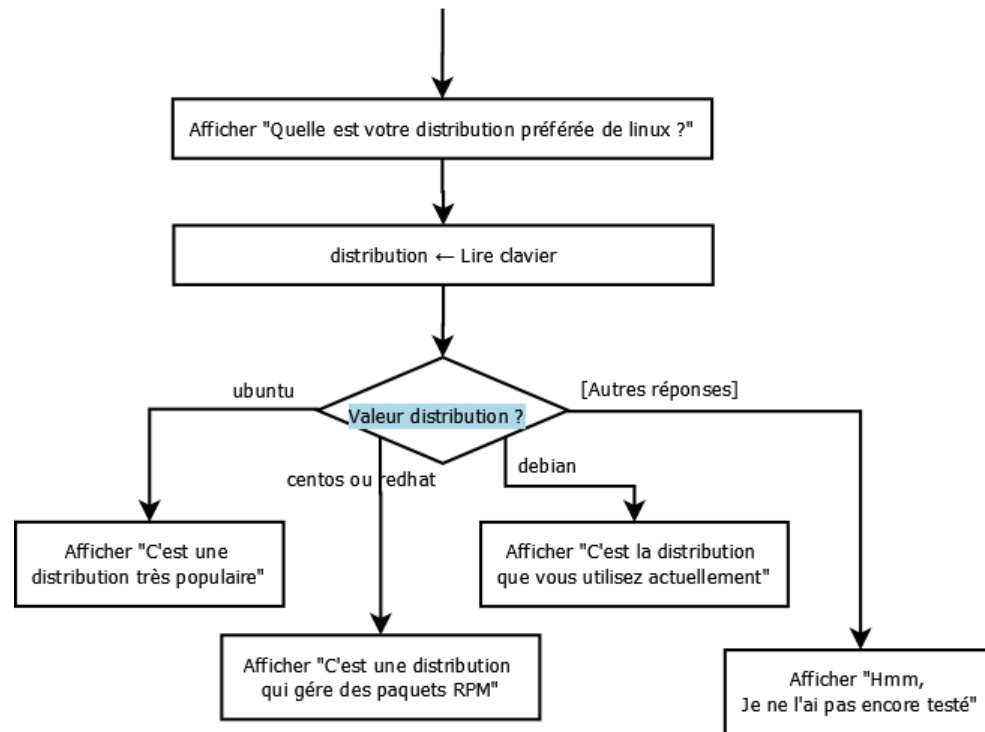 Afficher "Quelle est votre distribution préférée de linux ?"
distribution ← Lire clavier
ubuntu
[Autres réponses]
Valeur distribution ?
centos ou redhat
debian
Afficher "C'est une
distribution très populaire"
Afficher "C'est la distribution
que vous utilisez actuellement"
Afficher "C'est une distribution
qui gére des paquets RPM"
Afficher "Hmm,
Je ne l'ai pas encore testé"